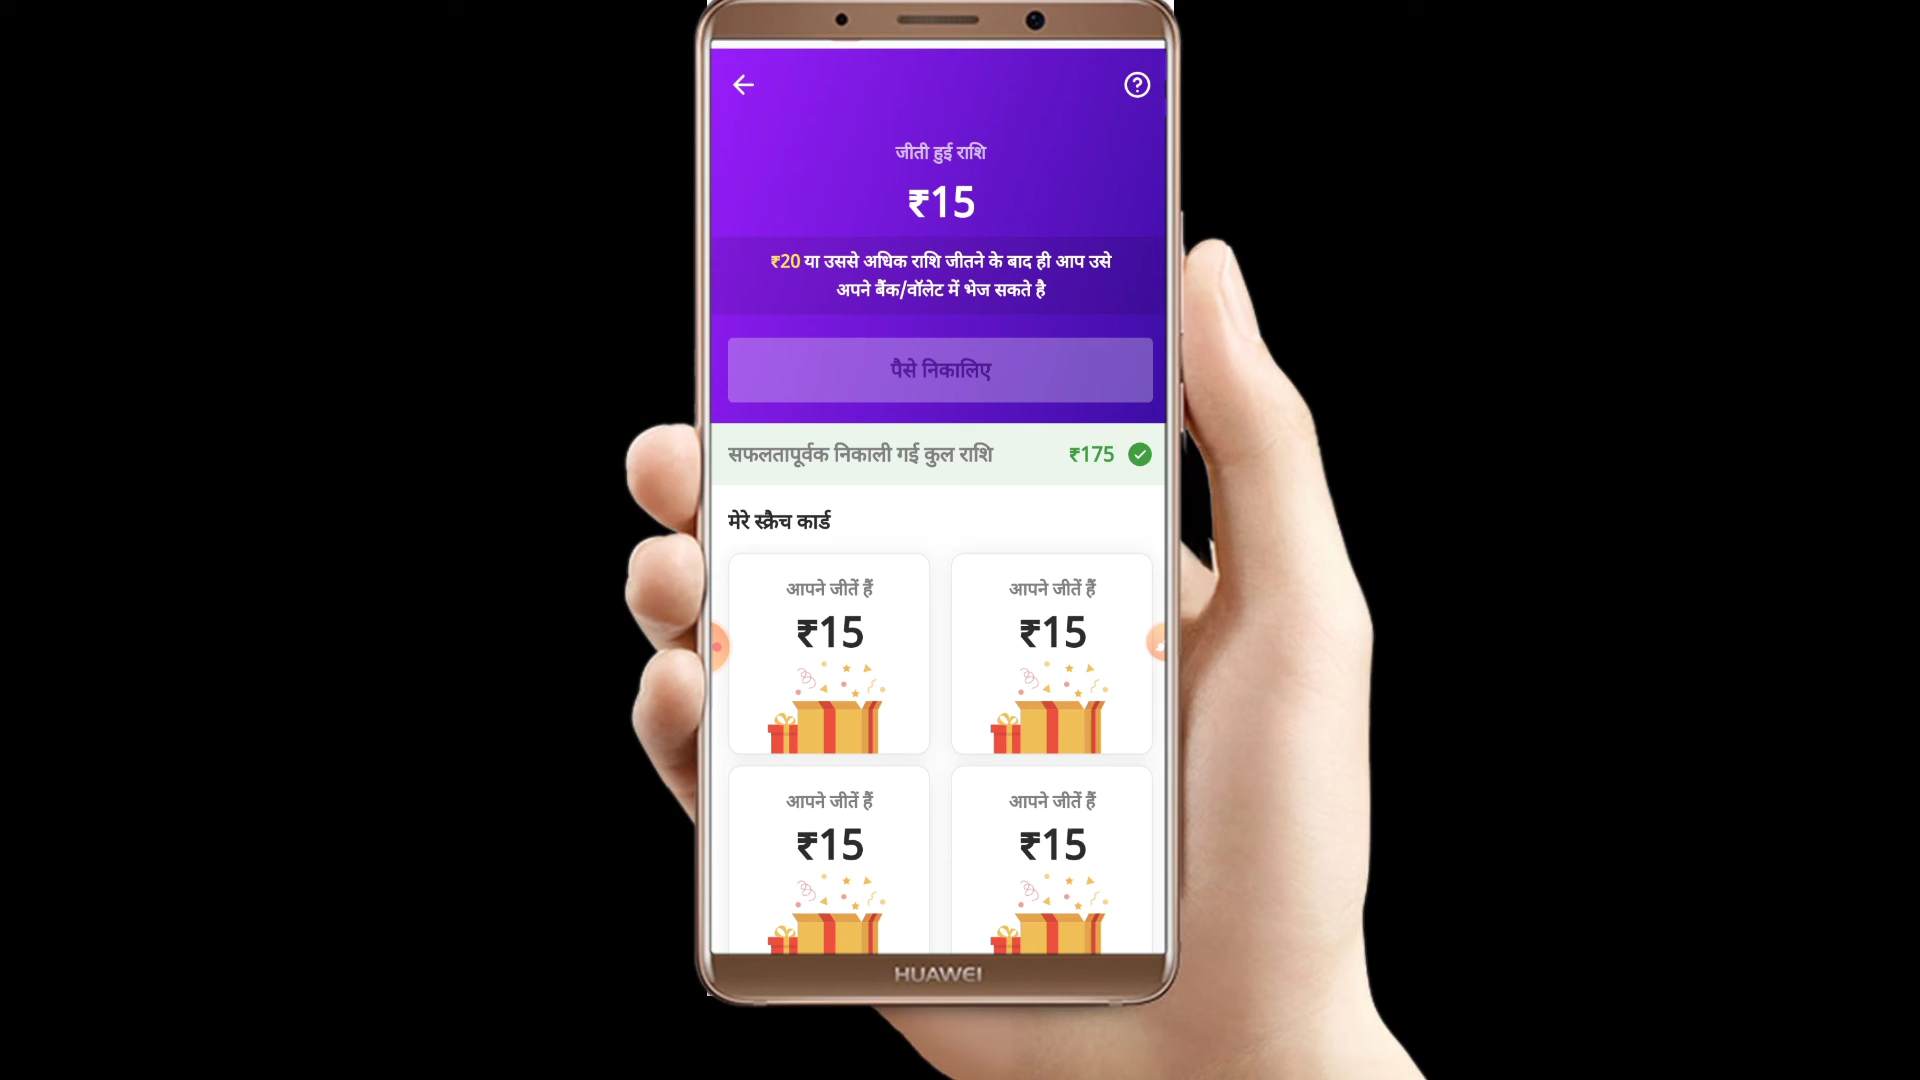 जीती हुई राशि
₹15
₹20 या उससे अधिक राशि जीतने के बाद ही आप उसे
अपने बैंक/वॉलेट में भेज सकते है
पैसे निकालिए
सफलतापूर्वक निकाली गई कुल राशि ₹175
मेरे स्क्रैच कार्ड
आपने जीतें हैं आपने जीतें हैं
₹15 ₹15
आपने जीतें हैं आपने जीतें हैं
₹15 ₹15
HUAWEI